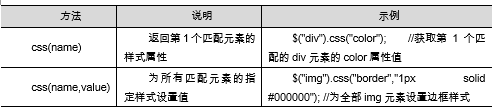 方法
说明
示例
css(name)
返回第1个匹配元素的
样式属性
$("div").css("color"); //获取第 1 个匹
配的 div 元素的 color 属性值
css(name,value)
为所有匹配元素的指
定样式设置值
$("img").css("border","1px solid
#000000"); //为全部 img 元素设置边框样式